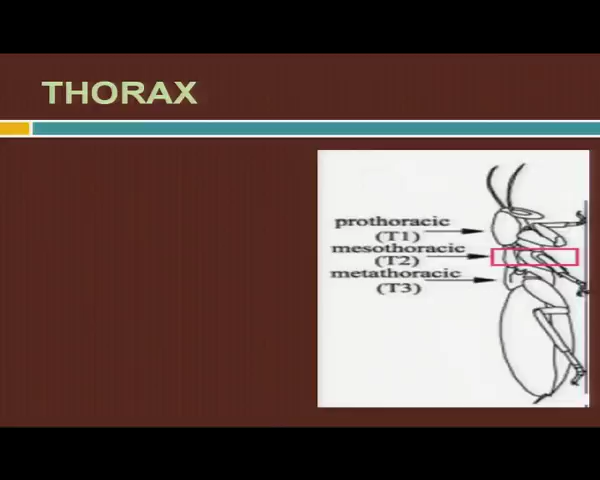 THORAX
prothoracic
(T1)
mesothoracic
(T2)
metathoracic
(T3)